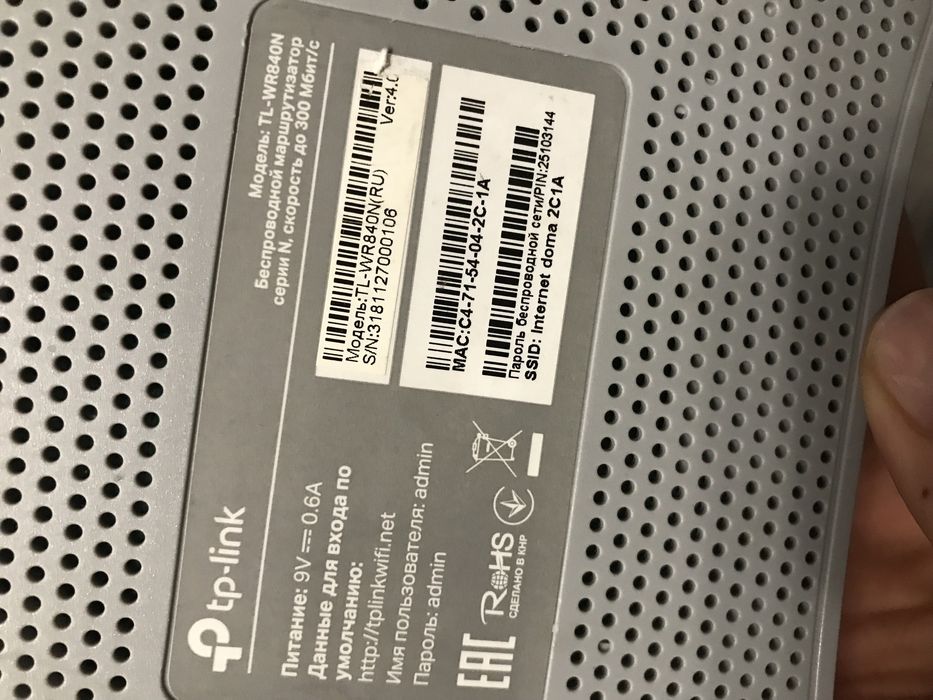 tp-link
Модель: TL-WR840N
Беспроводной маршрутизатор
серии N, скорость до 300 Мбит/с
Питание: 9V⎓0.6A
Данные для входа по
умолчанию:
http://tplinkwifi.net
Имя пользователя: admin
Пароль: admin
Модель:TL-WR840N(RU) Ver:4.0
S/N:3181127000106
MAC:C4-71-54-04-2C-1A
Пароль беспроводной сети/PIN:25103144
SSID: Internet doma 2C1A
EAC
RoHS
СДЕЛАНО В КНР